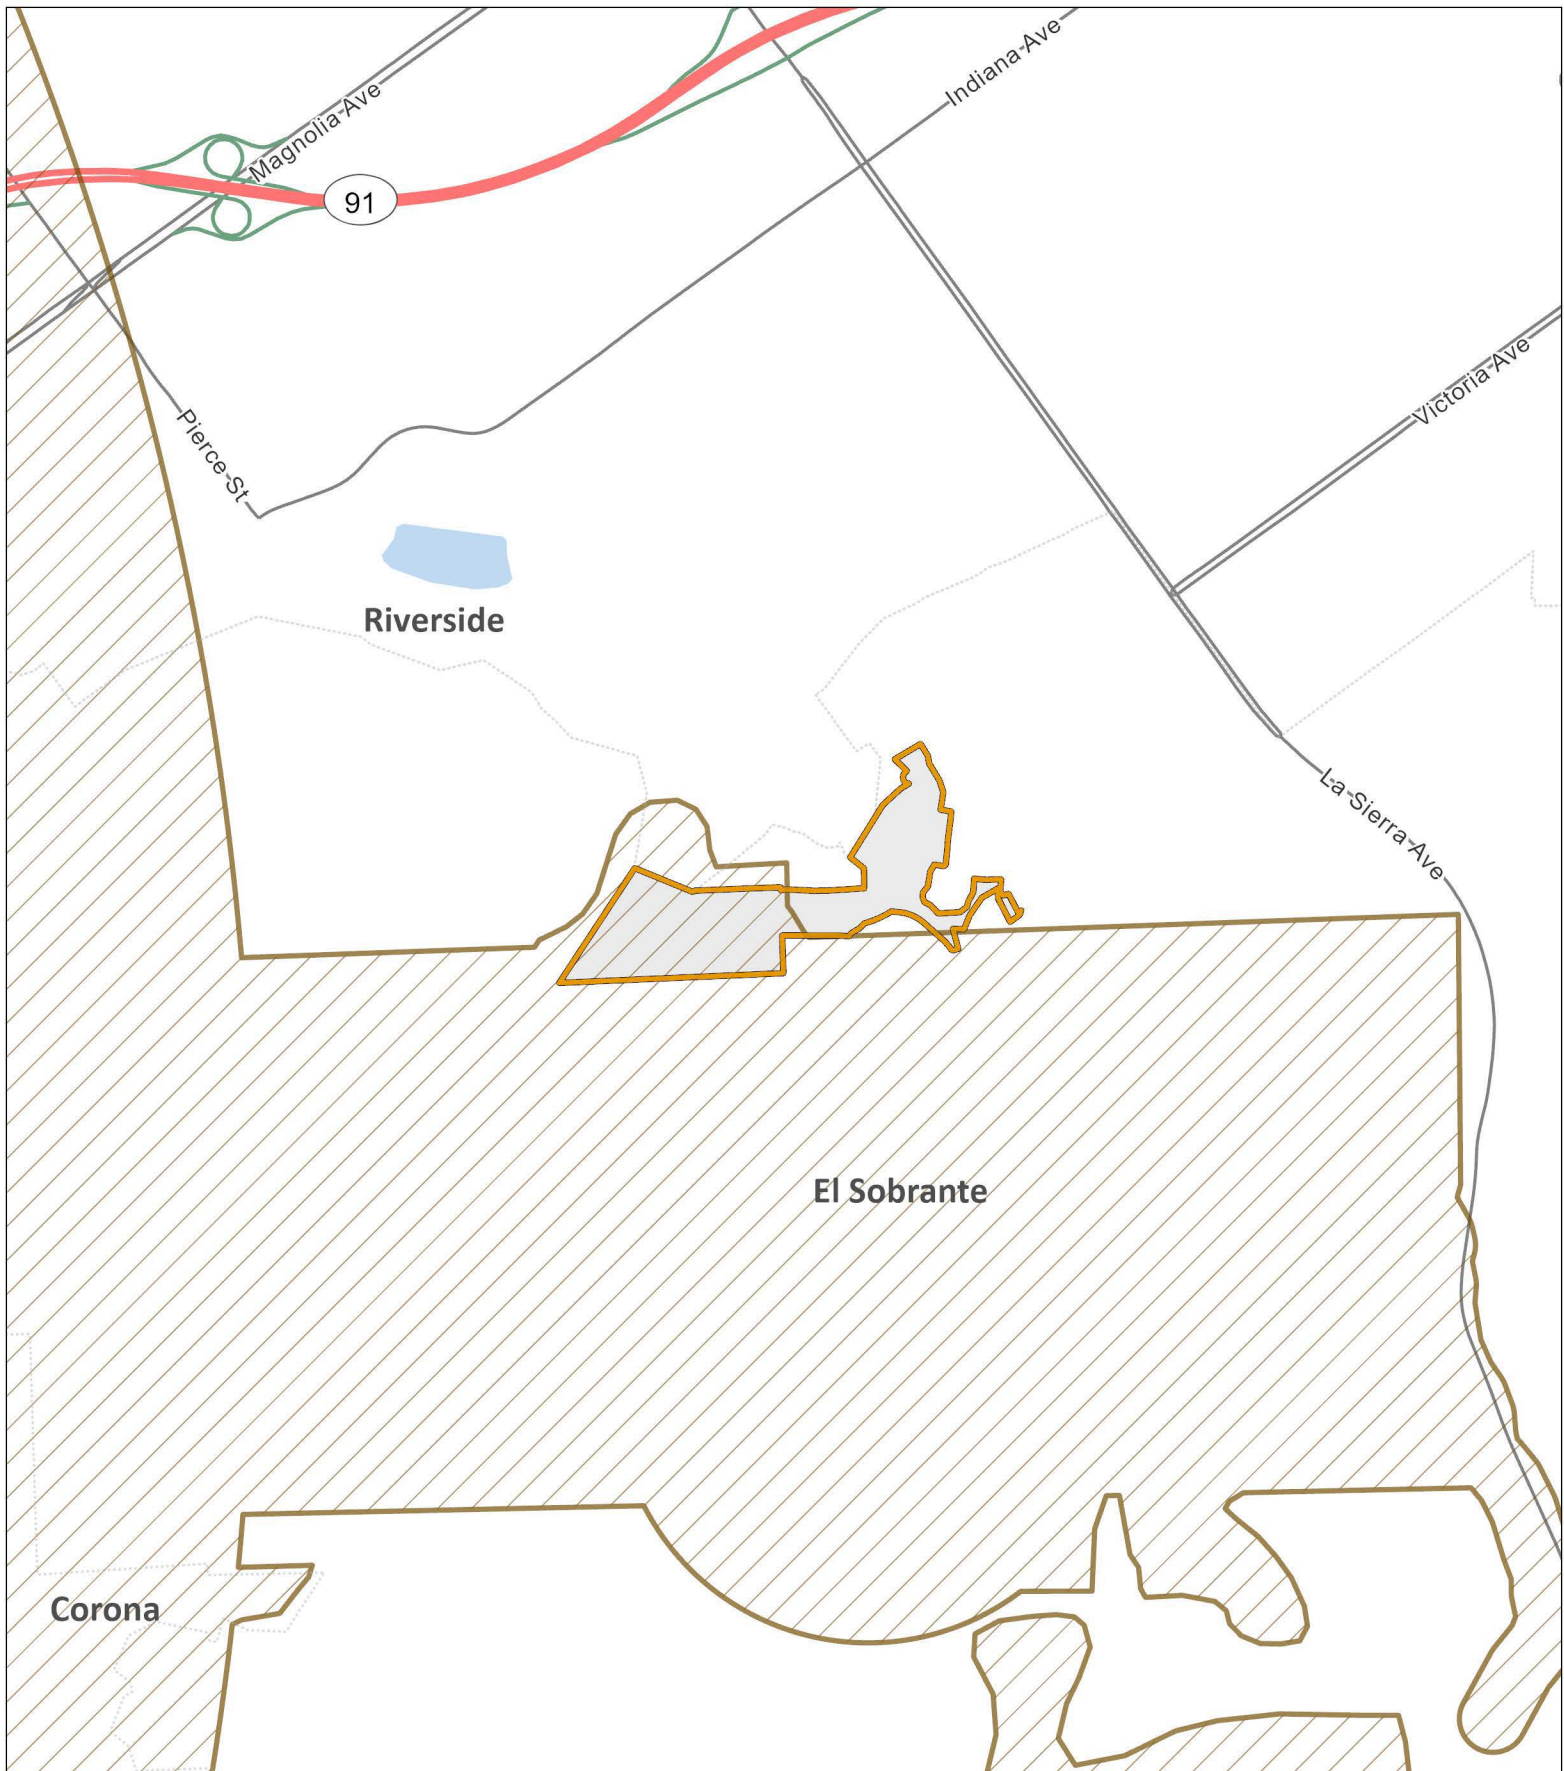 Indiana Ave
Magnolia Ave
91
Victoria Ave
Pierce St
Riverside
La Sierra Ave
El Sobrante
Corona